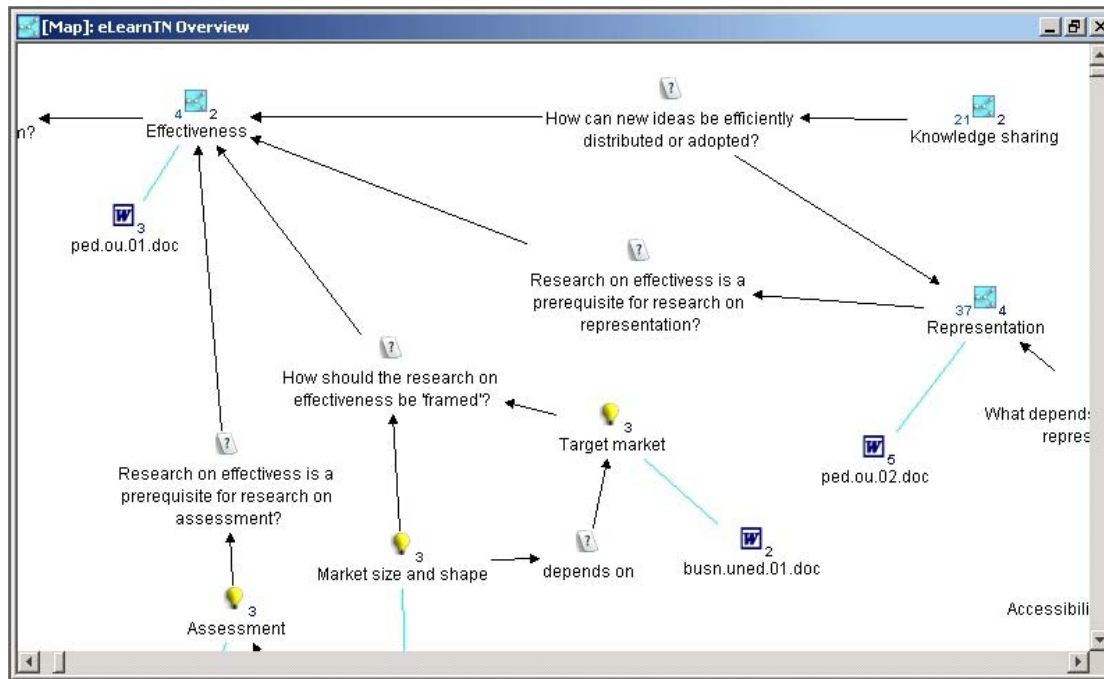 [Map]: eLearnTN Overview
4 2
Effectiveness
n?
?
How can new ideas be efficiently
distributed or adopted?
21 2
Knowledge sharing
W 3
ped.ou.01.doc
?
Research on effectivess is a
prerequisite for research on
representation?
37 4
Representation
?
How should the research on
effectiveness be 'framed'?
3
Target market
What depends
repres
?
Research on effectivess is a
prerequisite for research on
assessment?
W 5
ped.ou.02.doc
3
Market size and shape
?
depends on
W 2
busn.uned.01.doc
3
Assessment
Accessibili